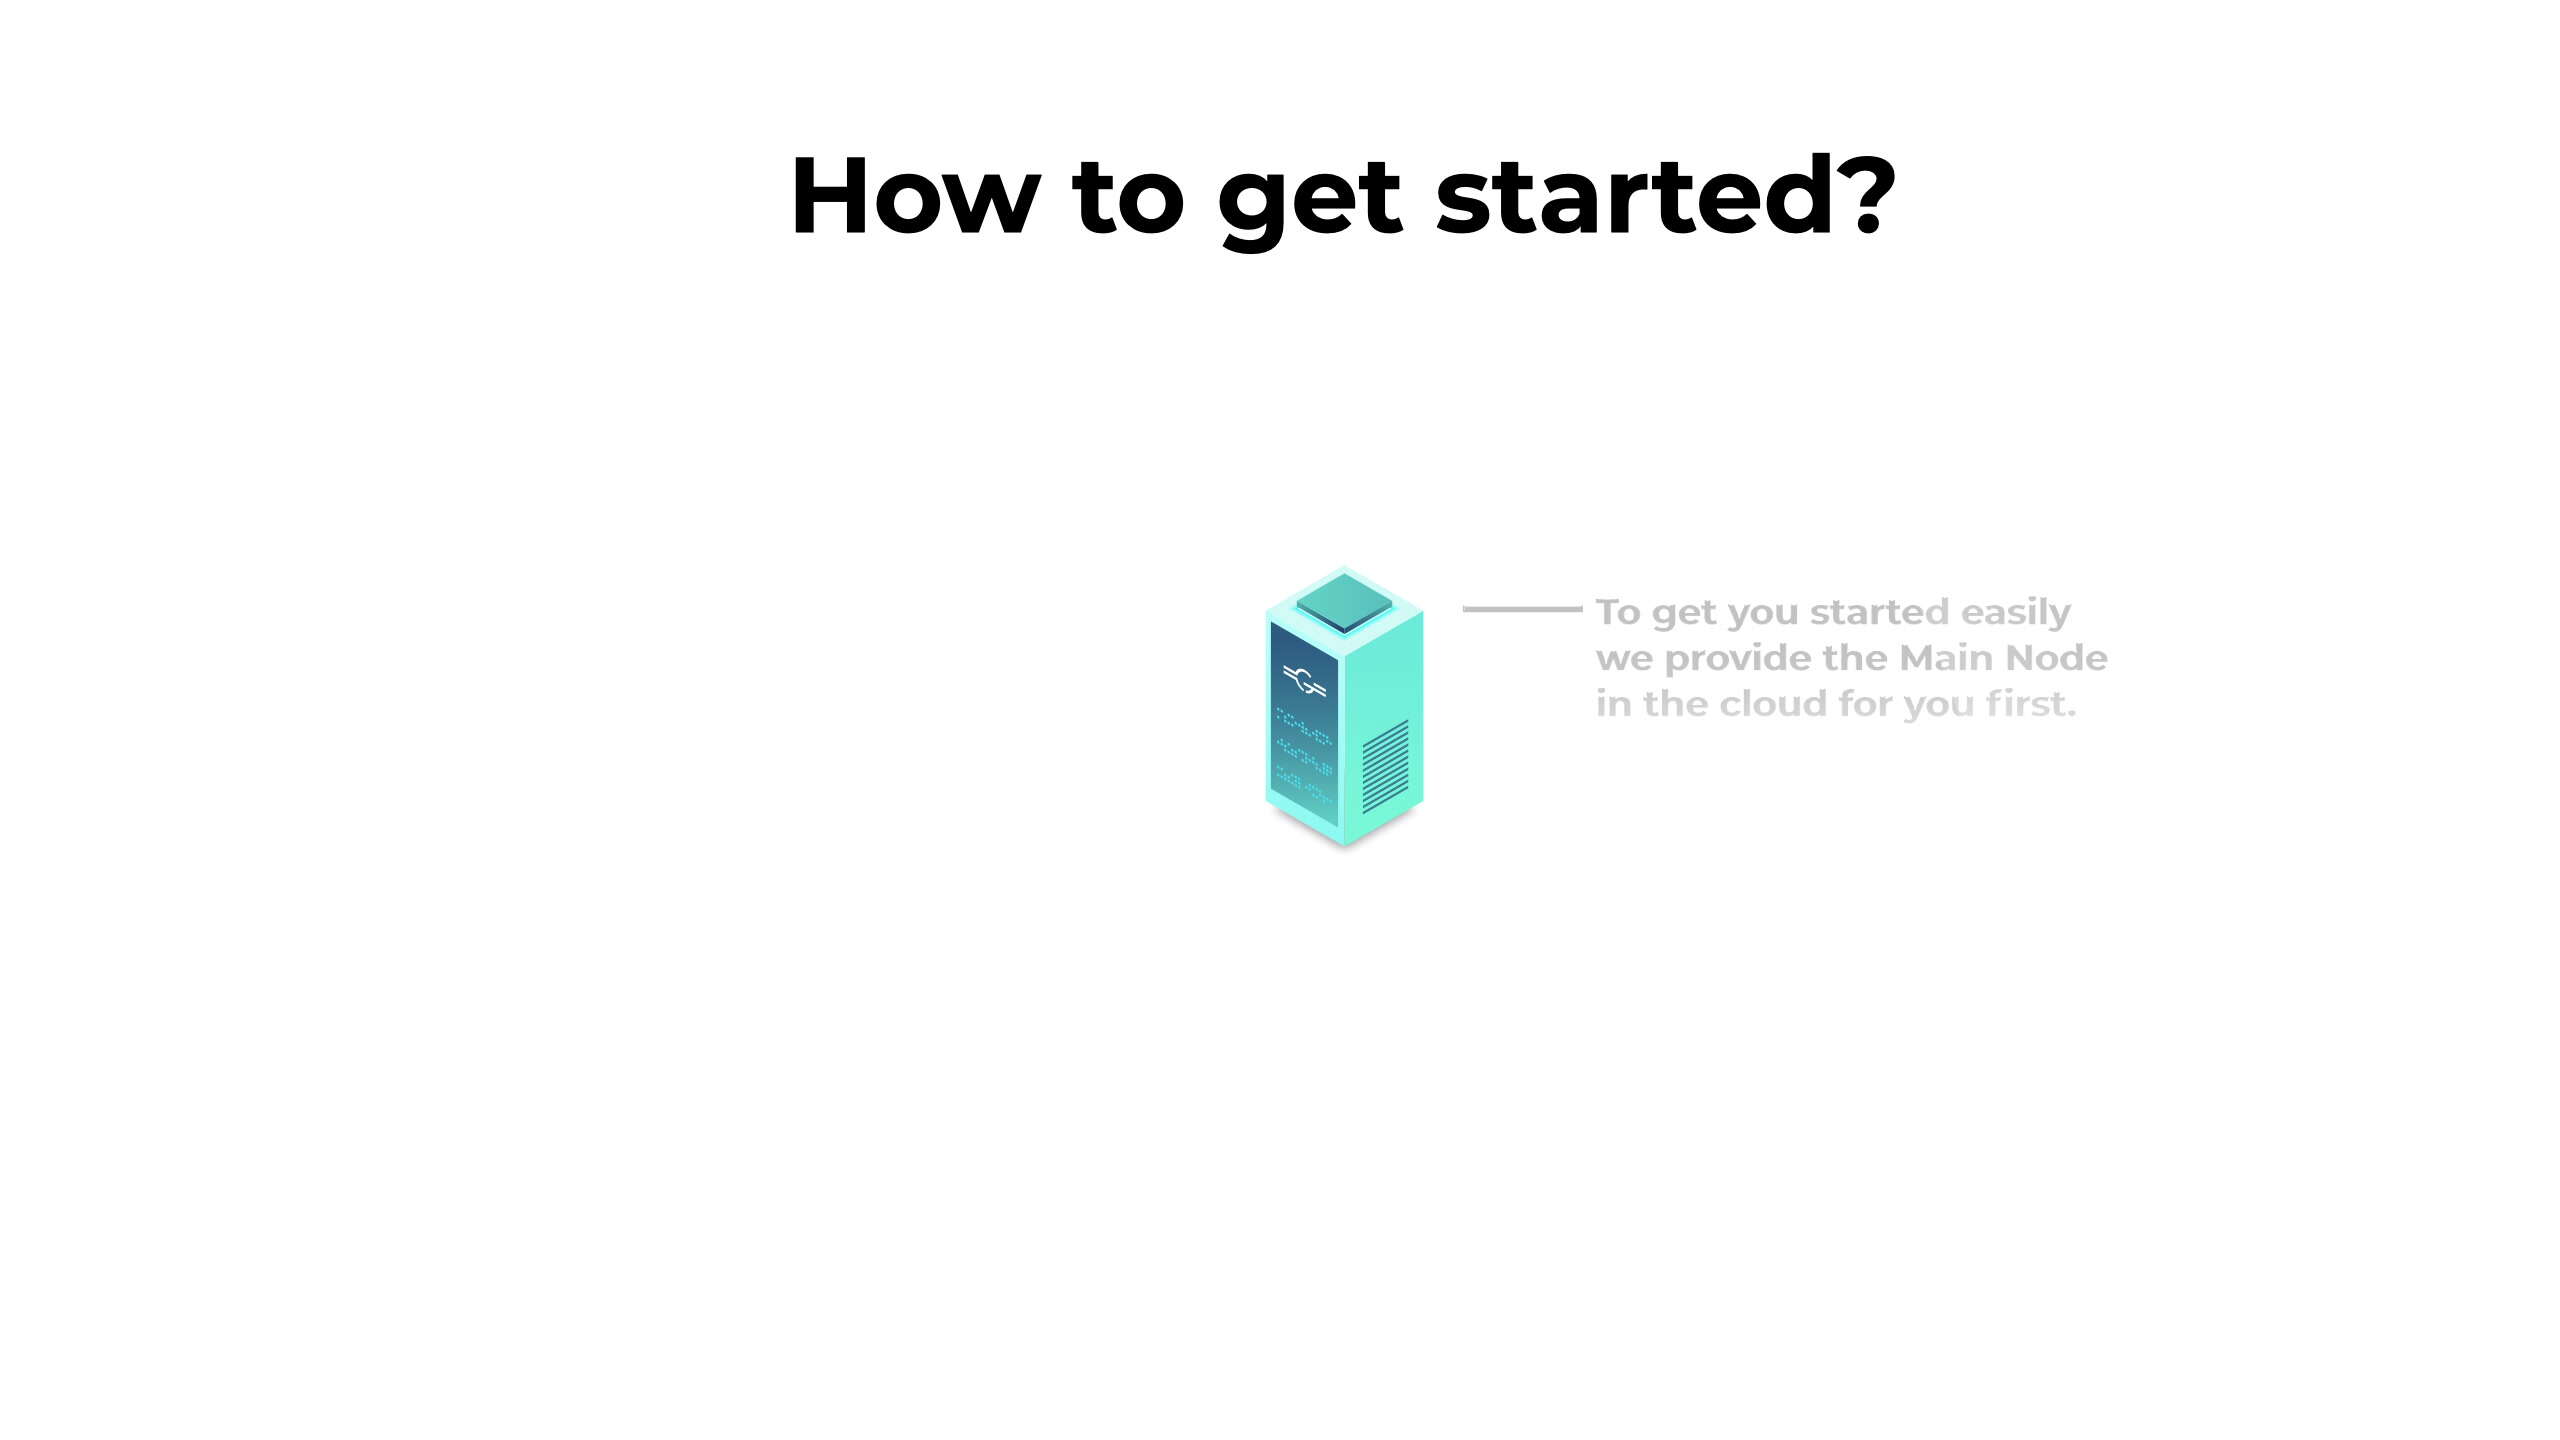 How to get started?
To get you started easily
we provide the Main Node
in the cloud for you first.